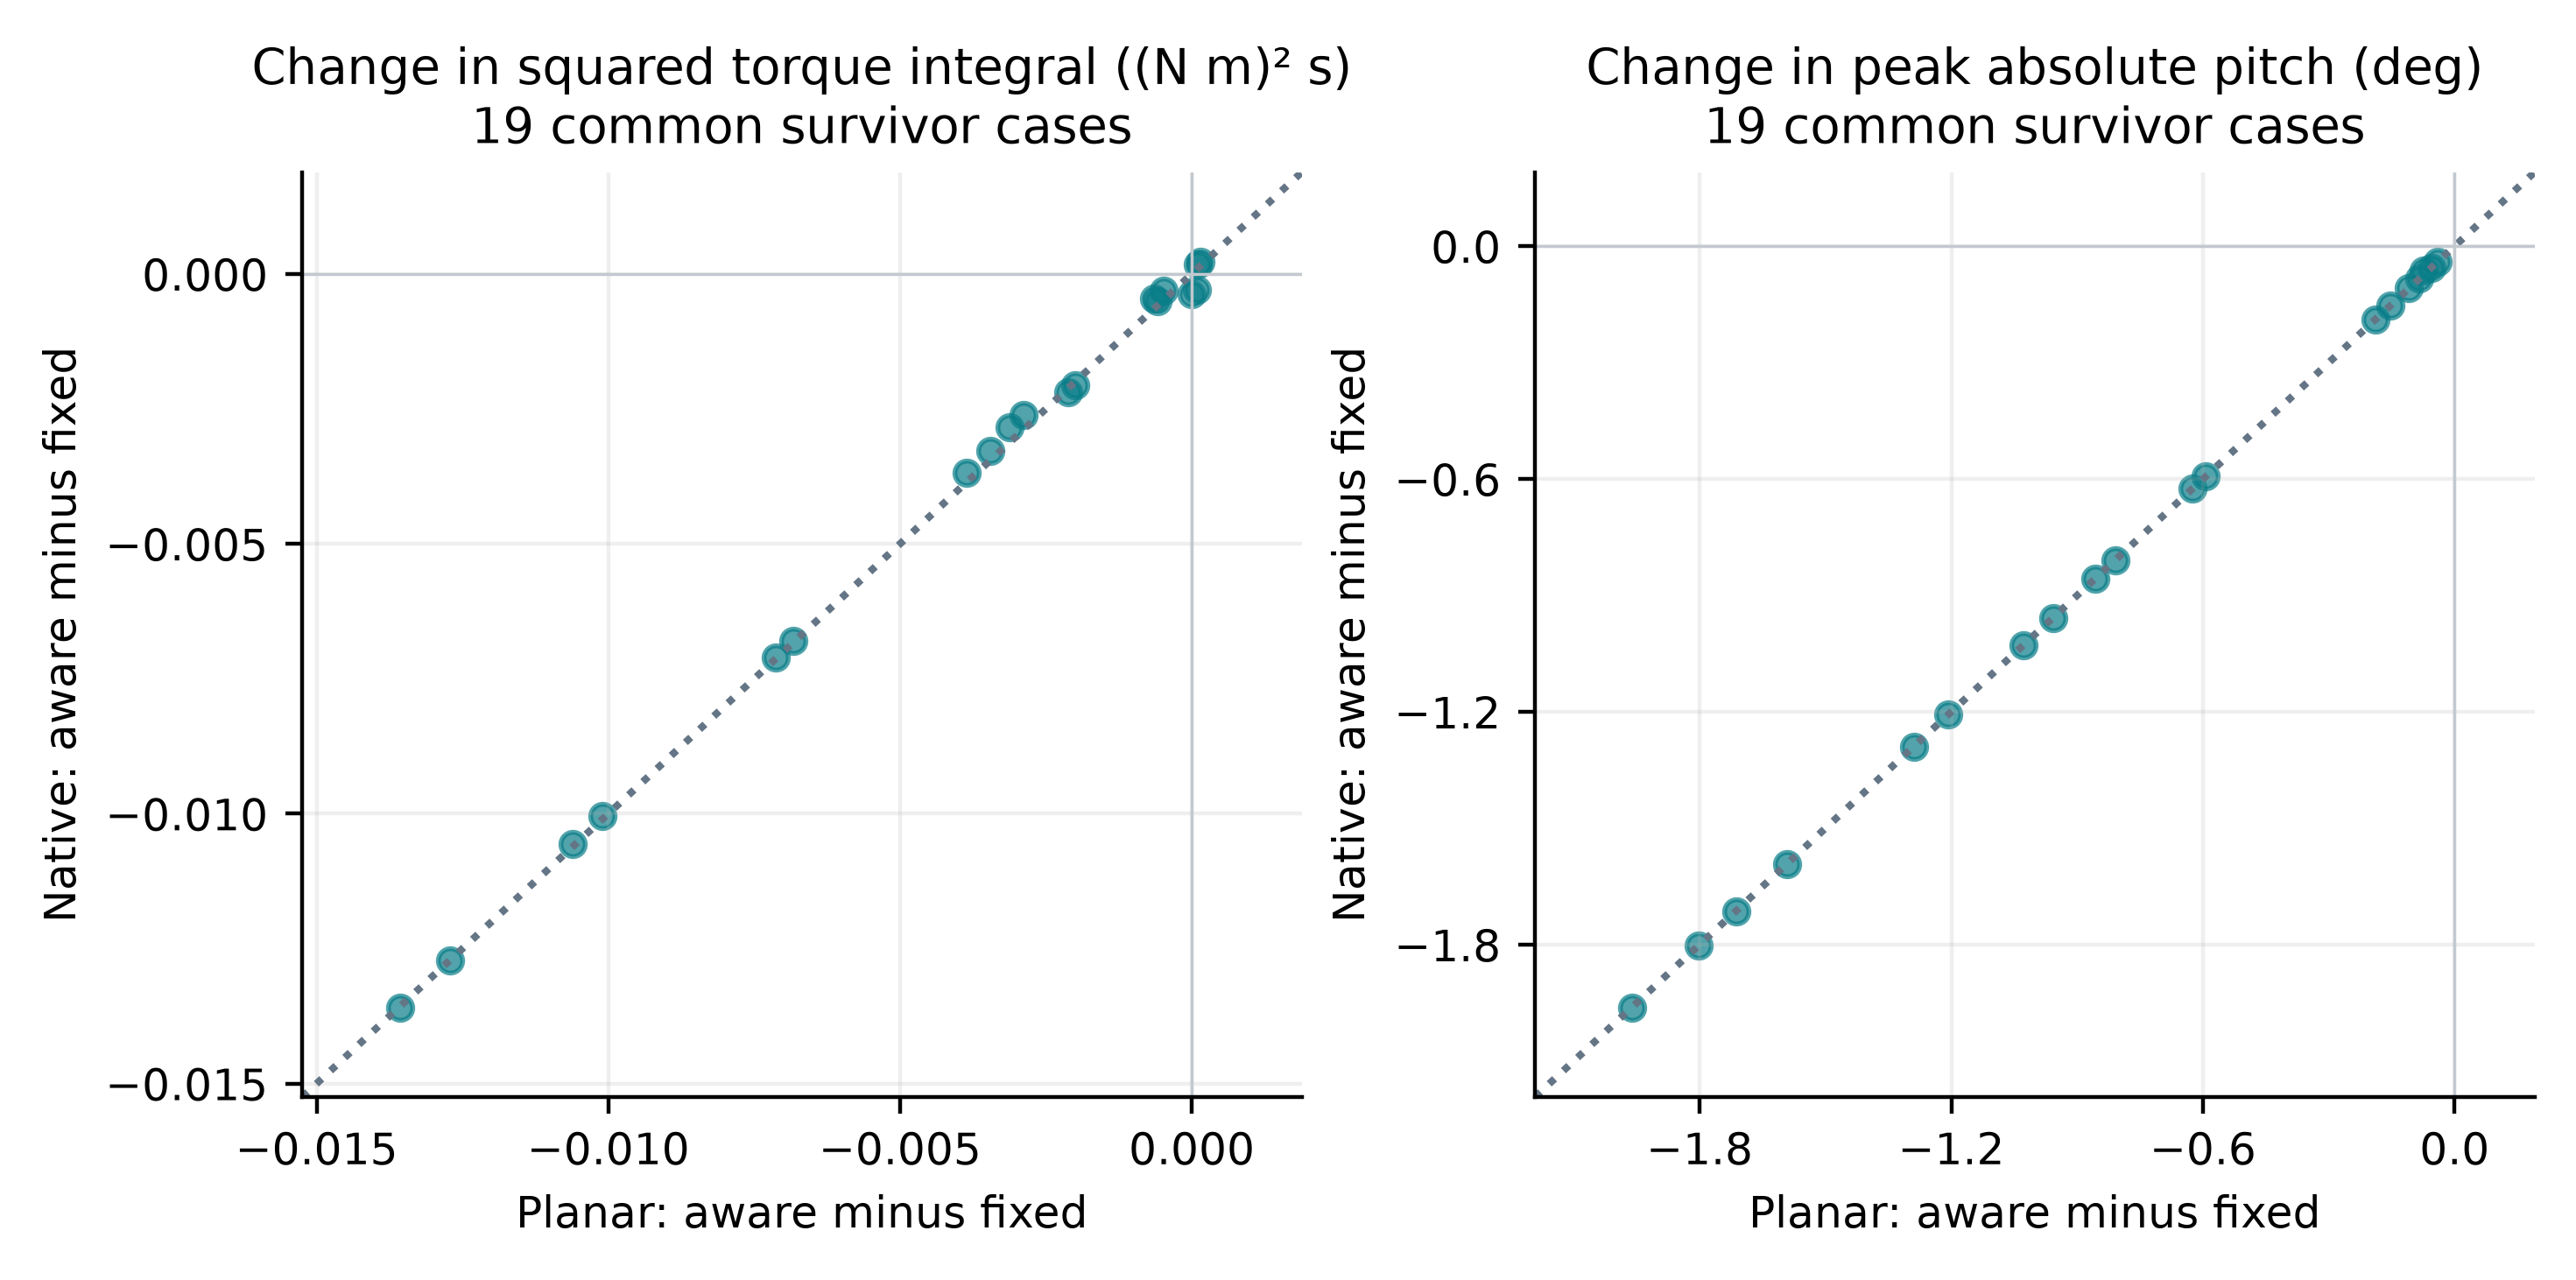 Change in squared torque integral ((N m)² s)
19 common survivor cases
Native: aware minus fixed
0.000
−0.005
−0.010
−0.015
−0.015 −0.010 −0.005 0.000
Planar: aware minus fixed
Change in peak absolute pitch (deg)
19 common survivor cases
Native: aware minus fixed
0.0
−0.6
−1.2
−1.8
−1.8 −1.2 −0.6 0.0
Planar: aware minus fixed